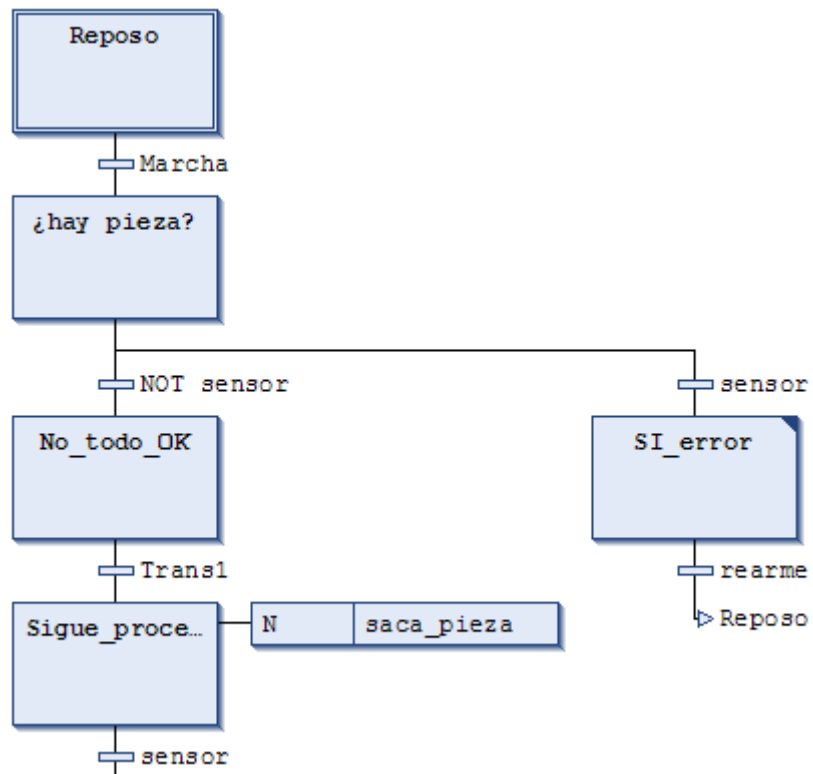 Reposo
Marcha
¿hay pieza?
NOT sensor
sensor
No_todo_OK
SI_error
Trans1
rearme
Sigue_proce…
N
saca_pieza
Reposo
sensor